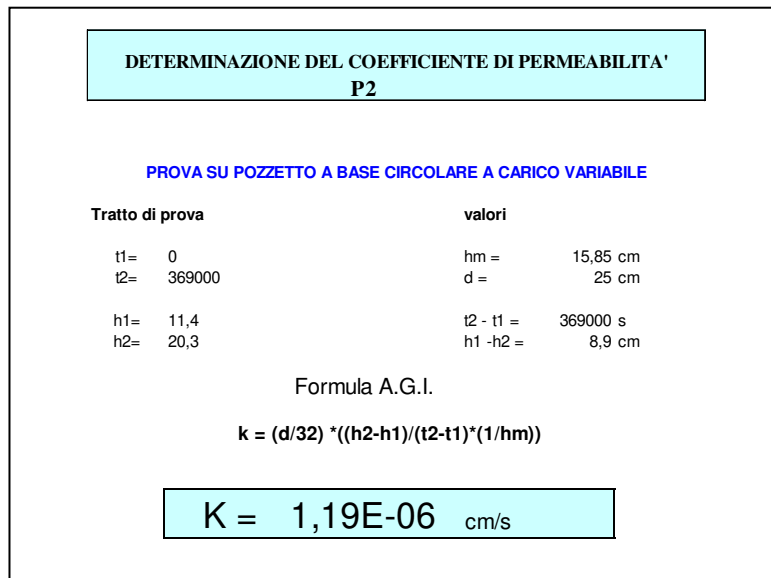 DETERMINAZIONE DEL COEFFICIENTE DI PERMEABILITA'
P2
PROVA SU POZZETTO A BASE CIRCOLARE A CARICO VARIABILE
Tratto di prova valori
t1= 0 hm = 15,85 cm
t2= 369000 d = 25 cm
h1= 11,4 t2 - t1 = 369000 s
h2= 20,3 h1 -h2 = 8,9 cm
Formula A.G.I.
k = (d/32) *((h2-h1)/(t2-t1)*(1/hm))
K = 1,19E-06 cm/s